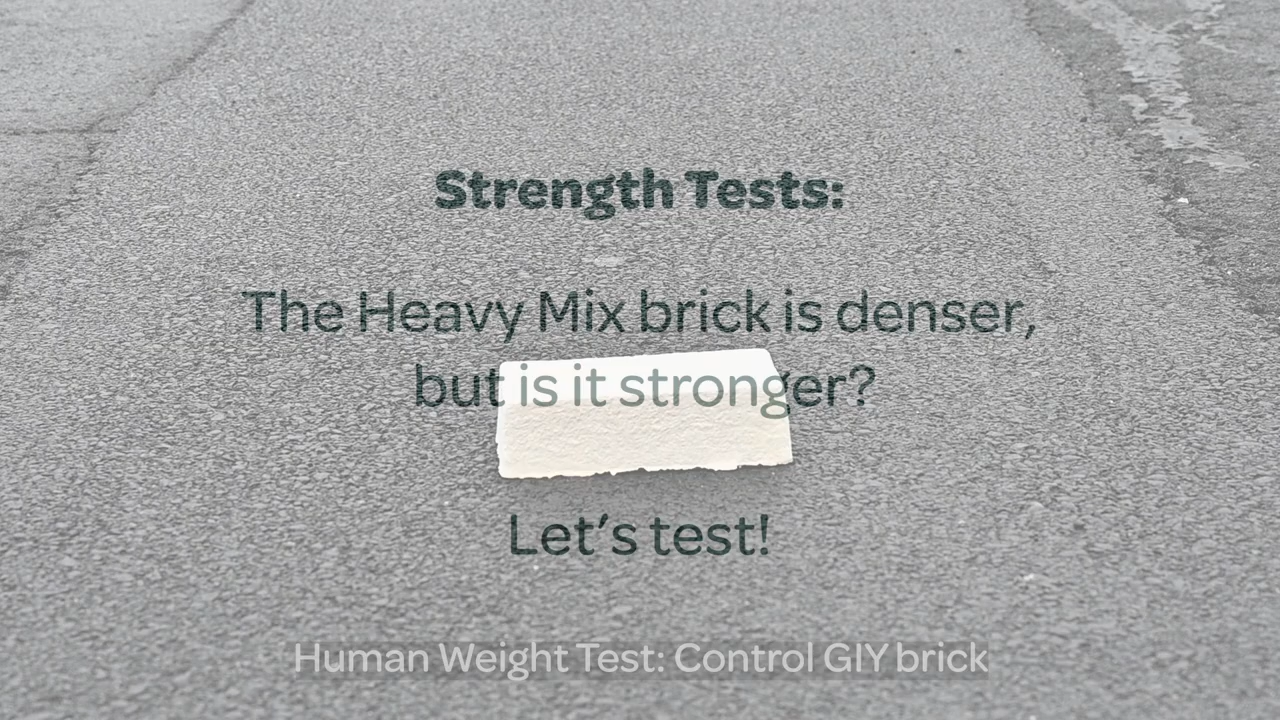 Strength Tests:
The Heavy Mix brick is denser,
but is it stronger?
Let's test!
Human Weight Test: Control GIY brick